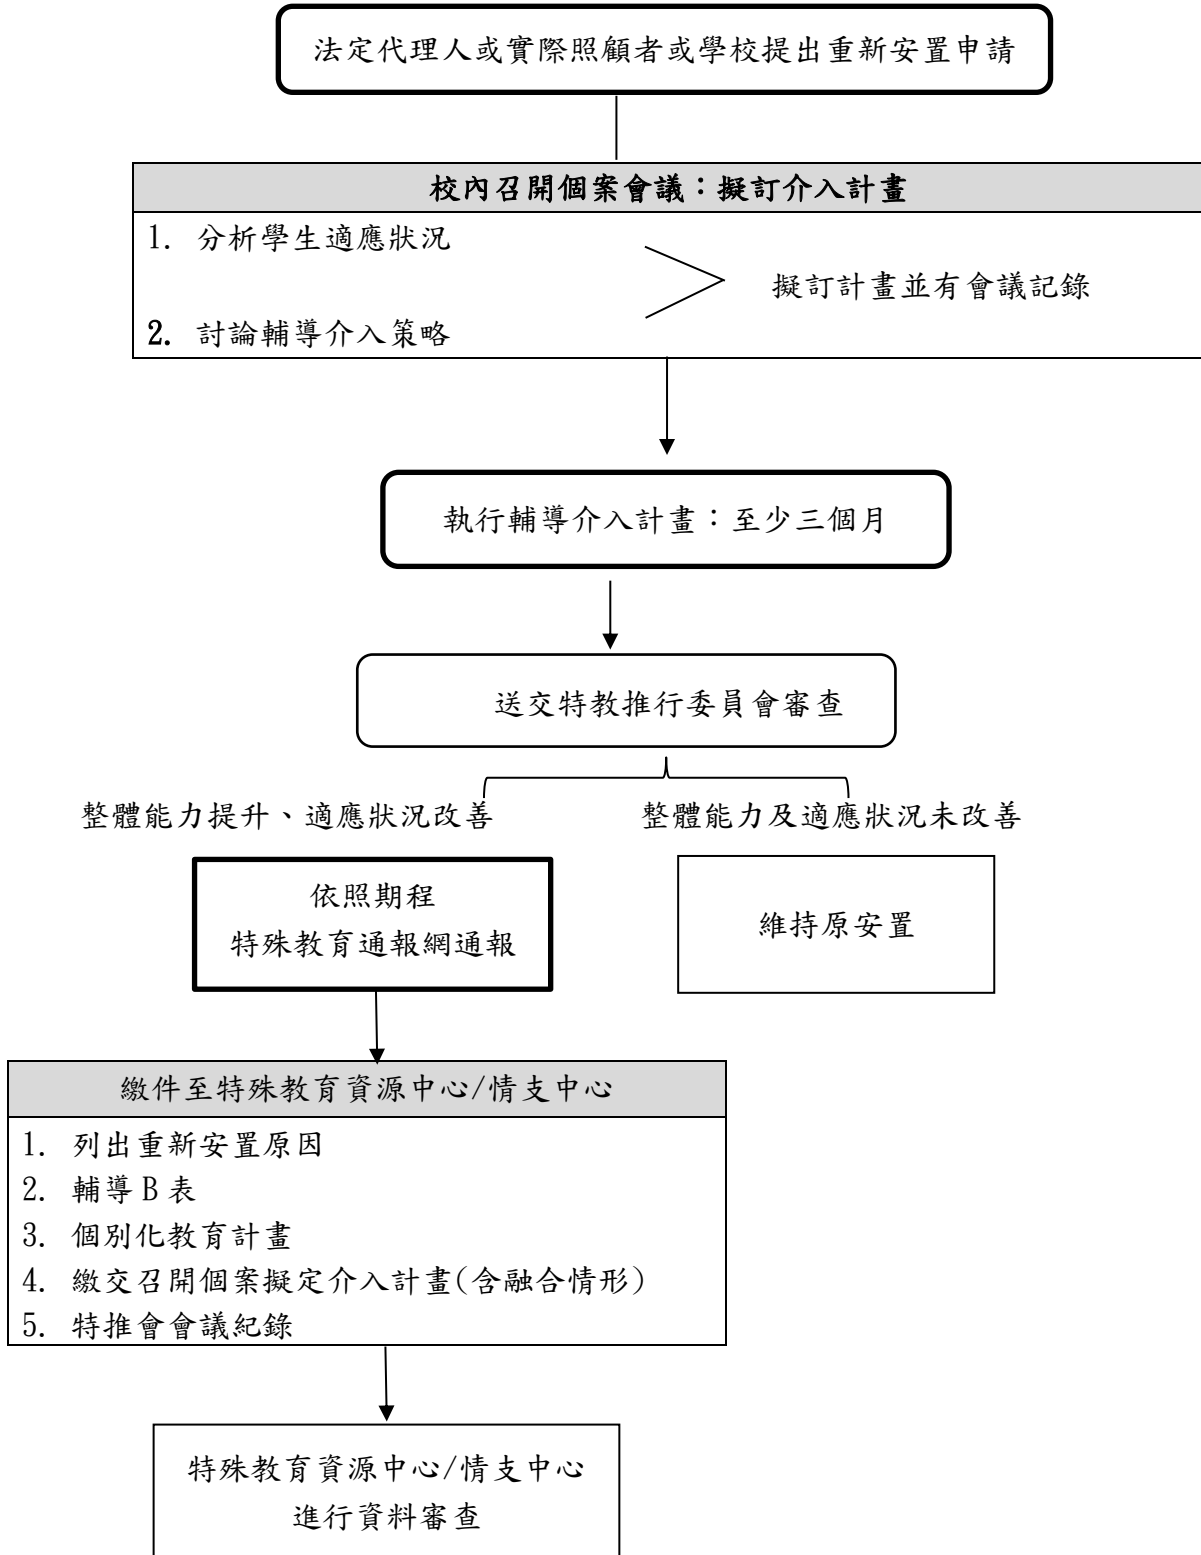 法定代理人或實際照顧者或學校提出重新安置申請
校內召開個案會議：擬訂介入計畫
1. 分析學生適應狀況
擬訂計畫並有會議記錄
2. 討論輔導介入策略
執行輔導介入計畫：至少三個月
送交特教推行委員會審查
整體能力提升、適應狀況改善
整體能力及適應狀況未改善
依照期程
特殊教育通報網通報
維持原安置
繳件至特殊教育資源中心/情支中心
1. 列出重新安置原因
2. 輔導 B 表
3. 個別化教育計畫
4. 繳交召開個案擬定介入計畫(含融合情形)
5. 特推會會議紀錄
特殊教育資源中心/情支中心
進行資料審查